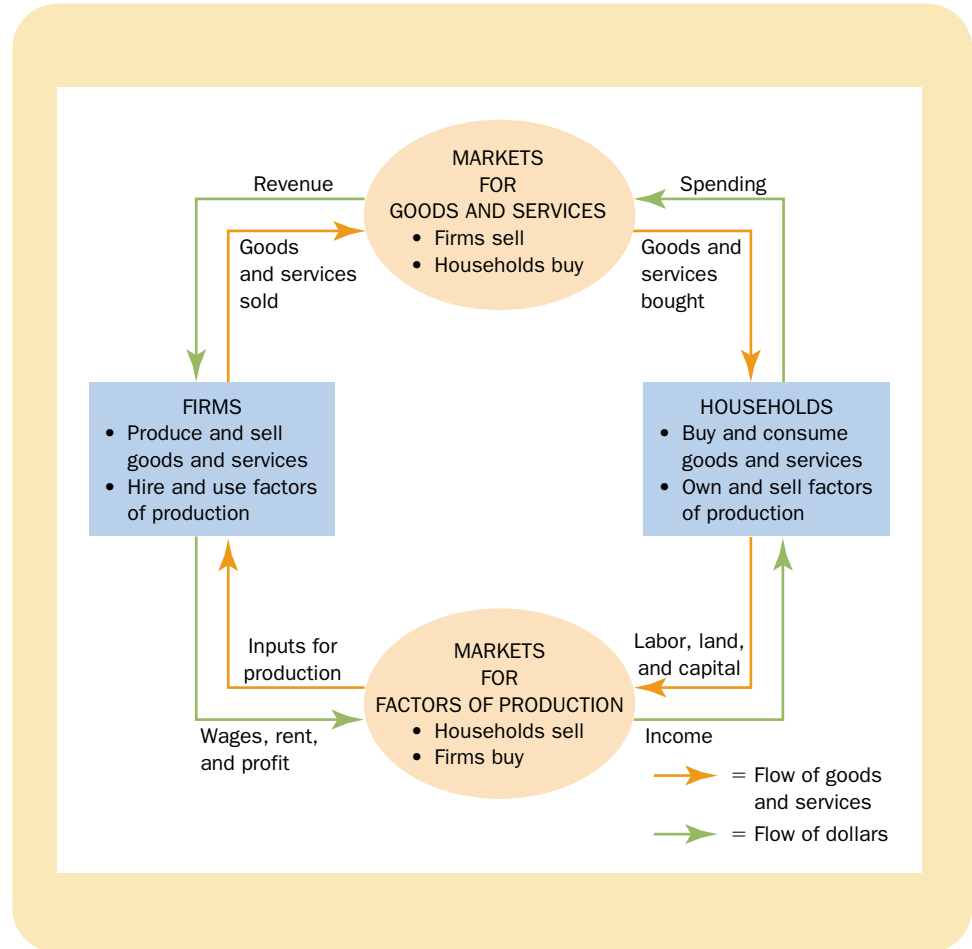 MARKETS
FOR
GOODS AND SERVICES
• Firms sell
• Households buy
Revenue
Spending
Goods
and services
sold
Goods and
services
bought
FIRMS
• Produce and sell
goods and services
• Hire and use factors
of production
HOUSEHOLDS
• Buy and consume
goods and services
• Own and sell factors
of production
Inputs for
production
Labor, land,
and capital
MARKETS
FOR
FACTORS OF PRODUCTION
• Households sell
• Firms buy
Wages, rent,
and profit
Income
= Flow of goods
and services
= Flow of dollars